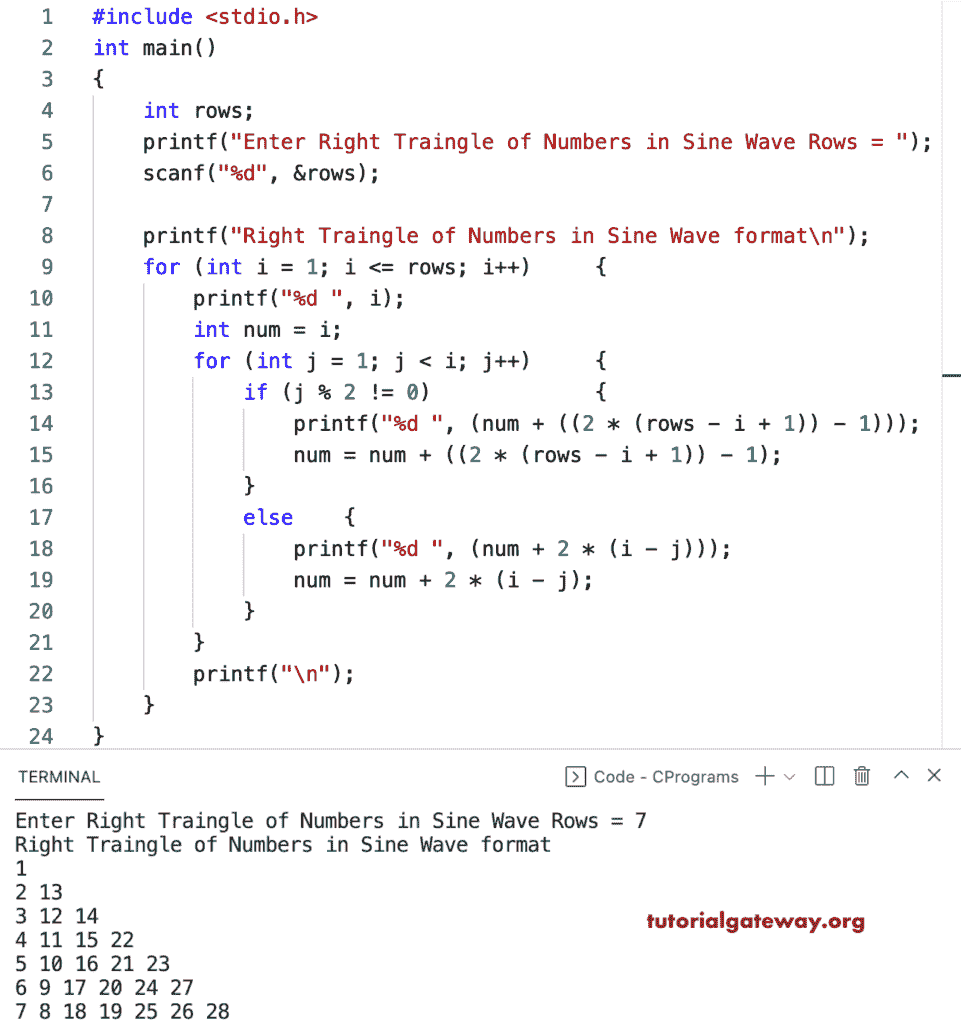 1 #include <stdio.h>
2 int main()
3 {
4     int rows;
5     printf("Enter Right Traingle of Numbers in Sine Wave Rows = ");
6     scanf("%d", &rows);
7
8     printf("Right Traingle of Numbers in Sine Wave format\n");
9     for (int i = 1; i <= rows; i++)     {
10         printf("%d ", i);
11         int num = i;
12         for (int j = 1; j < i; j++)     {
13             if (j % 2 != 0)             {
14                 printf("%d ", (num + ((2 * (rows - i + 1)) - 1)));
15                 num = num + ((2 * (rows - i + 1)) - 1);
16             }
17             else    {
18                 printf("%d ", (num + 2 * (i - j)));
19                 num = num + 2 * (i - j);
20             }
21         }
22         printf("\n");
23     }
24 }
TERMINAL Code - CPrograms
Enter Right Traingle of Numbers in Sine Wave Rows = 7
Right Traingle of Numbers in Sine Wave format
1
2 13
3 12 14
tutorialgateway.org
4 11 15 22
5 10 16 21 23
6 9 17 20 24 27
7 8 18 19 25 26 28